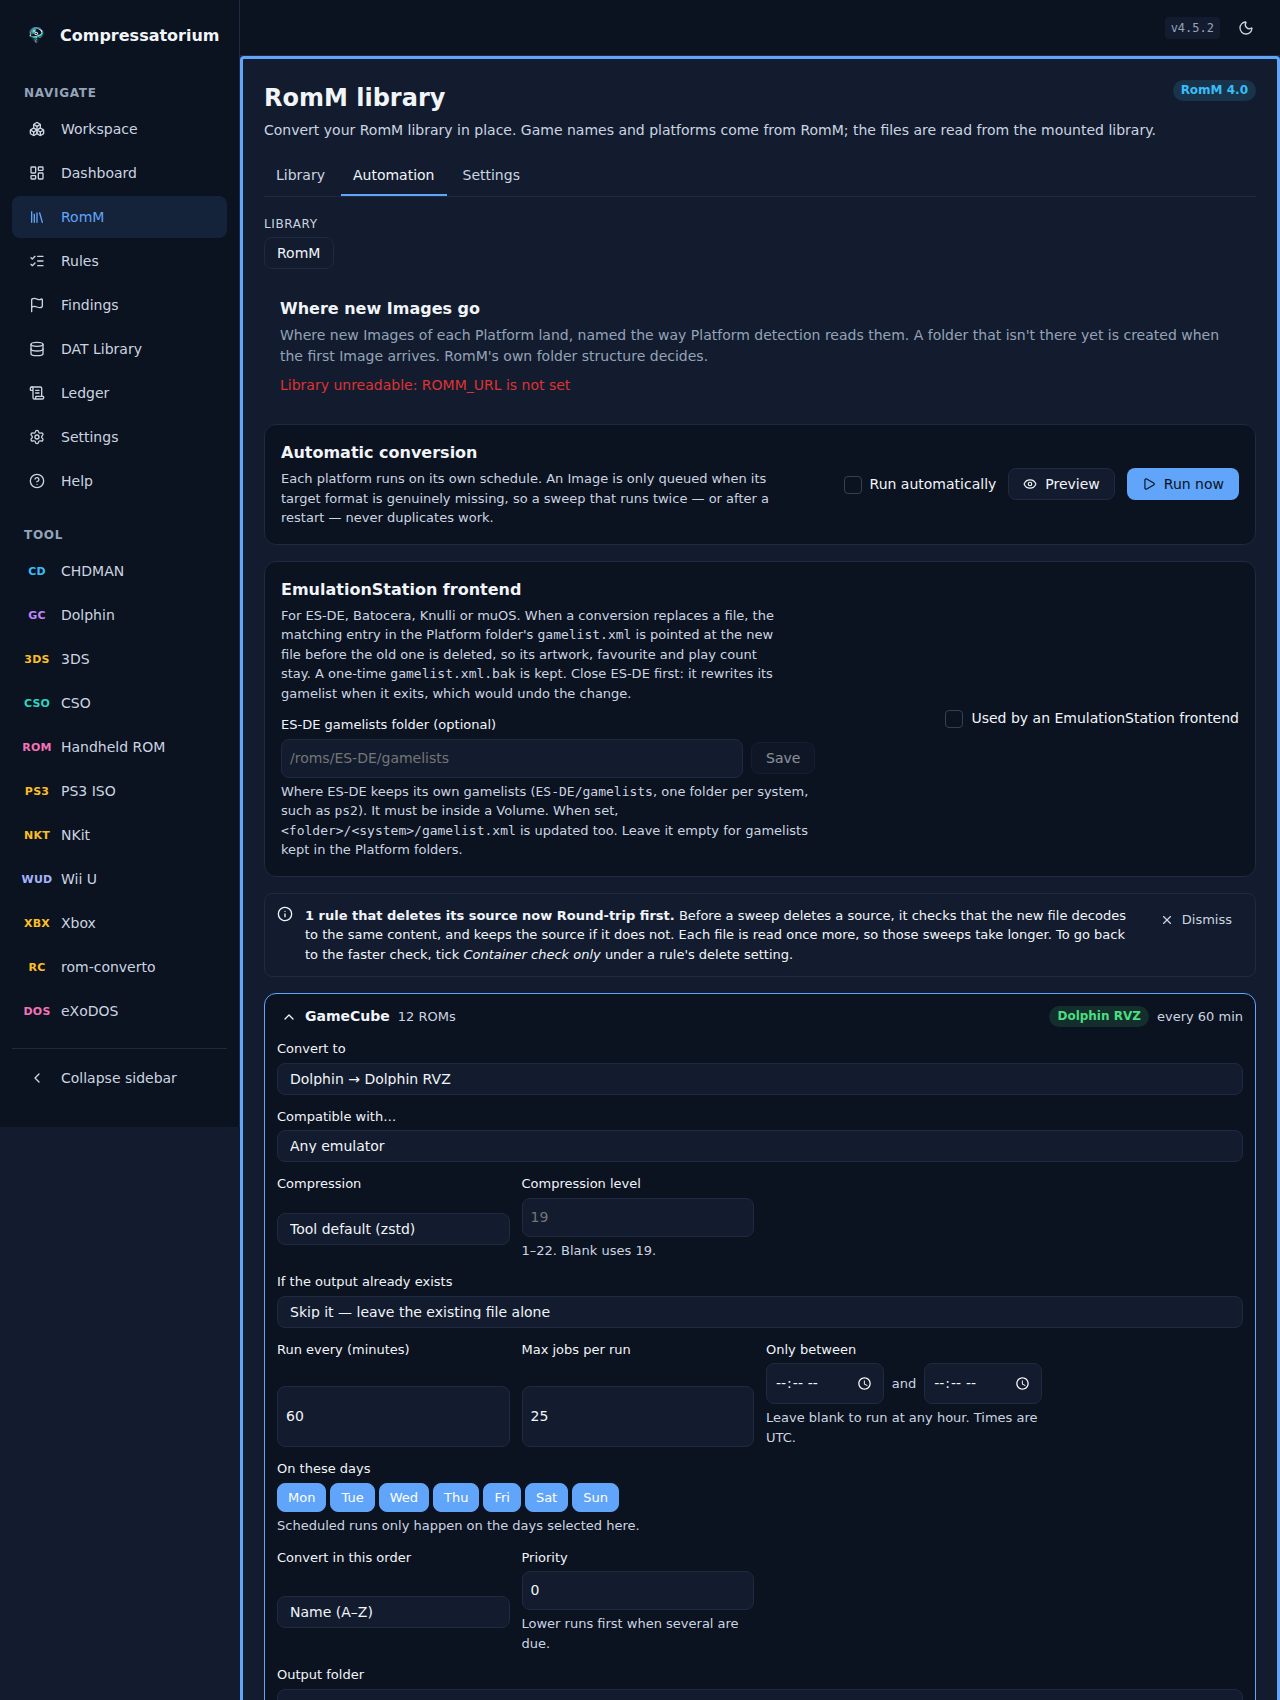 Compressatorium
v4.5.2
NAVIGATE
Workspace
Dashboard
RomM
Rules
Findings
DAT Library
Ledger
Settings
Help
TOOL
CD CHDMAN
GC Dolphin
3DS 3DS
CSO CSO
ROM Handheld ROM
PS3 PS3 ISO
NKT NKit
WUD Wii U
XBX Xbox
RC rom-converto
DOS eXoDOS
Collapse sidebar
RomM library
RomM 4.0
Convert your RomM library in place. Game names and platforms come from RomM; the files are read from the mounted library.
Library Automation Settings
LIBRARY
RomM
Where new Images go
Where new Images of each Platform land, named the way Platform detection reads them. A folder that isn't there yet is created when
the first Image arrives. RomM's own folder structure decides.
Library unreadable: ROMM_URL is not set
Automatic conversion
Each platform runs on its own schedule. An Image is only queued when its
target format is genuinely missing, so a sweep that runs twice — or after a
restart — never duplicates work.
Run automatically Preview Run now
EmulationStation frontend
For ES-DE, Batocera, Knulli or muOS. When a conversion replaces a file, the
matching entry in the Platform folder's gamelist.xml is pointed at the new
file before the old one is deleted, so its artwork, favourite and play count
stay. A one-time gamelist.xml.bak is kept. Close ES-DE first: it rewrites its
gamelist when it exits, which would undo the change.
ES-DE gamelists folder (optional)
/roms/ES-DE/gamelists Save
Where ES-DE keeps its own gamelists (ES-DE/gamelists, one folder per system,
such as ps2). It must be inside a Volume. When set,
<folder>/<system>/gamelist.xml is updated too. Leave it empty for gamelists
kept in the Platform folders.
Used by an EmulationStation frontend
1 rule that deletes its source now Round-trip first. Before a sweep deletes a source, it checks that the new file decodes
to the same content, and keeps the source if it does not. Each file is read once more, so those sweeps take longer. To go back
to the faster check, tick Container check only under a rule's delete setting.
Dismiss
GameCube 12 ROMs
Dolphin RVZ every 60 min
Convert to
Dolphin → Dolphin RVZ
Compatible with…
Any emulator
Compression
Tool default (zstd)
Compression level
19
1–22. Blank uses 19.
If the output already exists
Skip it — leave the existing file alone
Run every (minutes)
60
Max jobs per run
25
Only between
--:-- -- and --:-- --
Leave blank to run at any hour. Times are
UTC.
On these days
Mon Tue Wed Thu Fri Sat Sun
Scheduled runs only happen on the days selected here.
Convert in this order
Name (A–Z)
Priority
0
Lower runs first when several are
due.
Output folder